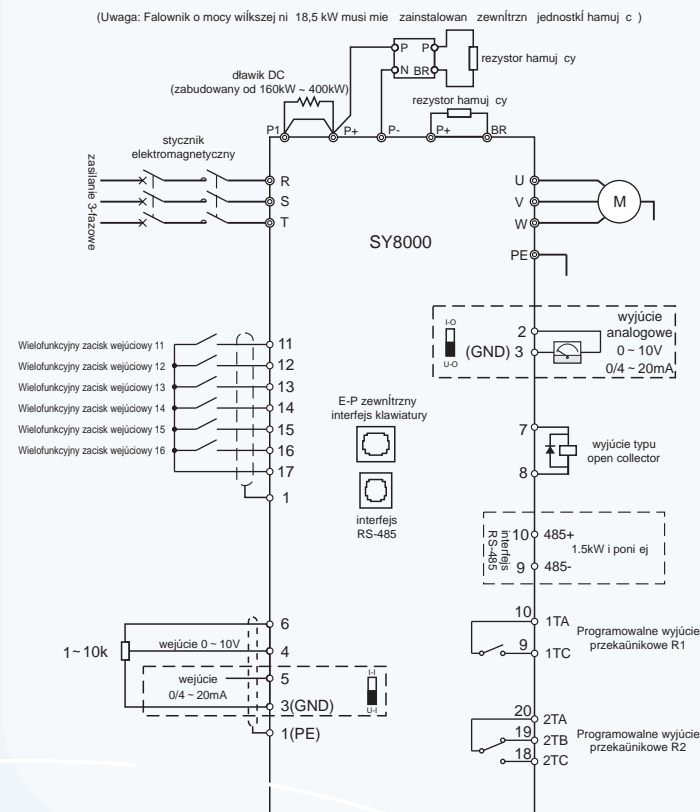 (Uwaga: Falownik o mocy wiÍkszej ni 18,5 kW musi mie zainstalowan zewnÍtrzn jednostkÍ hamuj c )
P P
N BR
rezystor hamuj cy
dławik DC
(zabudowany od 160kW ~ 400kW)
rezystor hamuj cy
P1 P+ P- P+ BR
stycznik
elektromagnetyczny
zasilanie 3-fazowe
R
S
T
U
V
W
M
SY8000
PE
wyjúcie
analogowe
0 ~ 10V
0/4 ~ 20mA
I-O
U-O
2
(GND) 3
Wielofunkcyjny zacisk wejúciowy 11
Wielofunkcyjny zacisk wejúciowy 12
Wielofunkcyjny zacisk wejúciowy 13
Wielofunkcyjny zacisk wejúciowy 14
Wielofunkcyjny zacisk wejúciowy 15
Wielofunkcyjny zacisk wejúciowy 16
11
12
13
14
15
16
17
1
E-P zewnÍtrzny
interfejs klawiatury
interfejs
RS-485
7
8
wyjúcie typu
open collector
interfejs
RS-485
10 485+
9 485-
1.5kW i poni ej
10
1TA
9
1TC
Programowalne wyjúcie
przekaünikowe R1
6
1~10k
wejúcie 0 ~ 10V
4
wejúcie
0/4 ~ 20mA
5
I-I
U-I
3(GND)
1(PE)
20
2TA
19
2TB
18
2TC
Programowalne wyjúcie
przekaünikowe R2